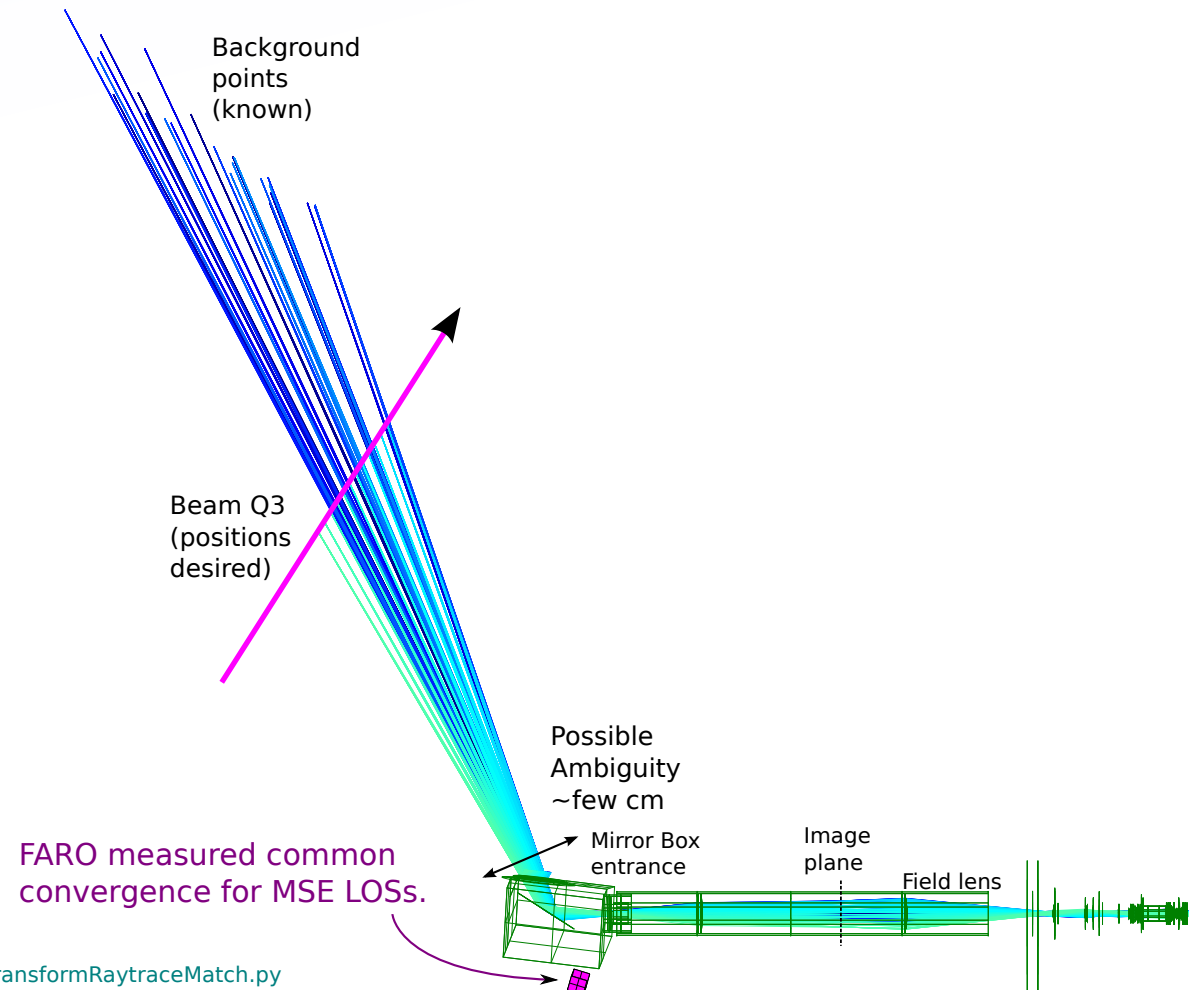 Background
points
(known)
Beam Q3
(positions
desired)
Possible
Ambiguity
~few cm
Mirror Box
entrance
Image
plane
Field lens
FARO measured common
convergence for MSE LOSs.
ansformRaytraceMatch.py